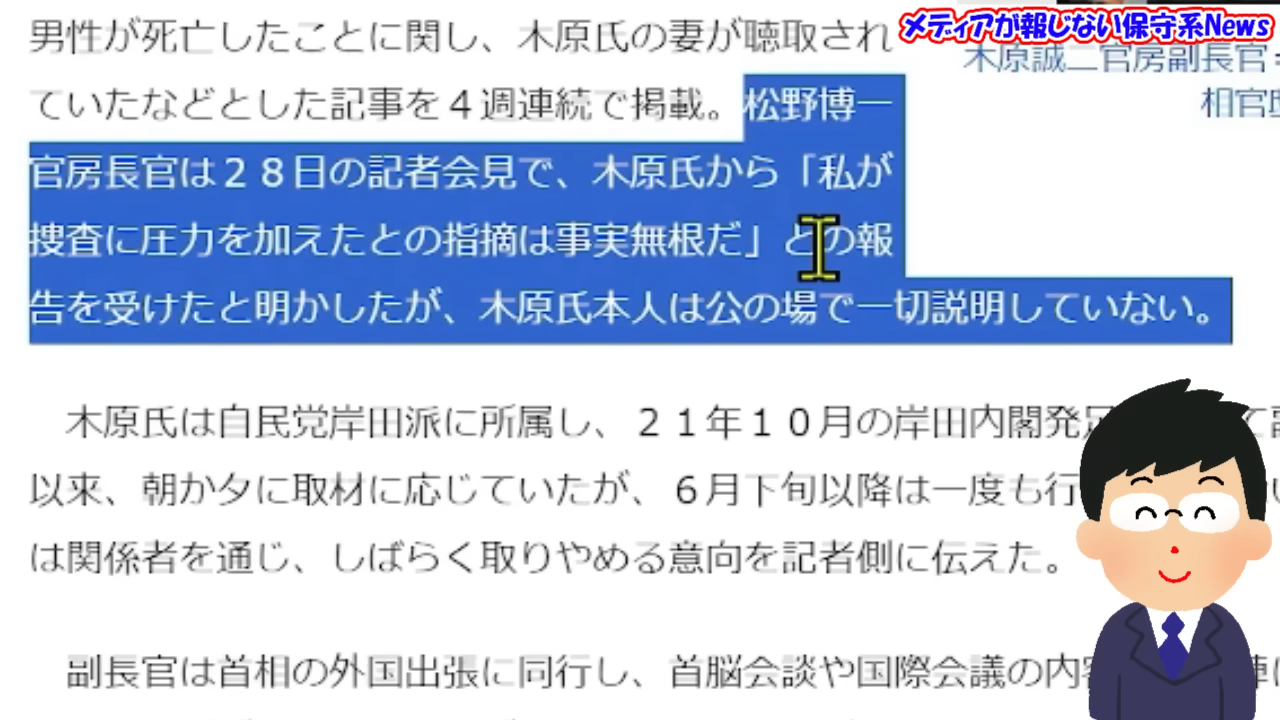 メディアが報じない保守系News
男性が死亡したことに関し、木原氏の妻が聴取され
木原誠二官房副長官＝
ていたなどとした記事を４週連続で掲載。松野博一
相官
官房長官は２８日の記者会見で、木原氏から「私が
捜査に圧力を加えたとの指摘は事実無根だ」との報
告を受けたと明かしたが、木原氏本人は公の場で一切説明していない。
木原氏は自民党岸田派に所属し、２１年１０月の岸田内閣発足
以来、朝か夕に取材に応じていたが、６月下旬以降は一度も行
は関係者を通じ、しばらく取りやめる意向を記者側に伝えた。
副長官は首相の外国出張に同行し、首脳会談や国際会議の内容